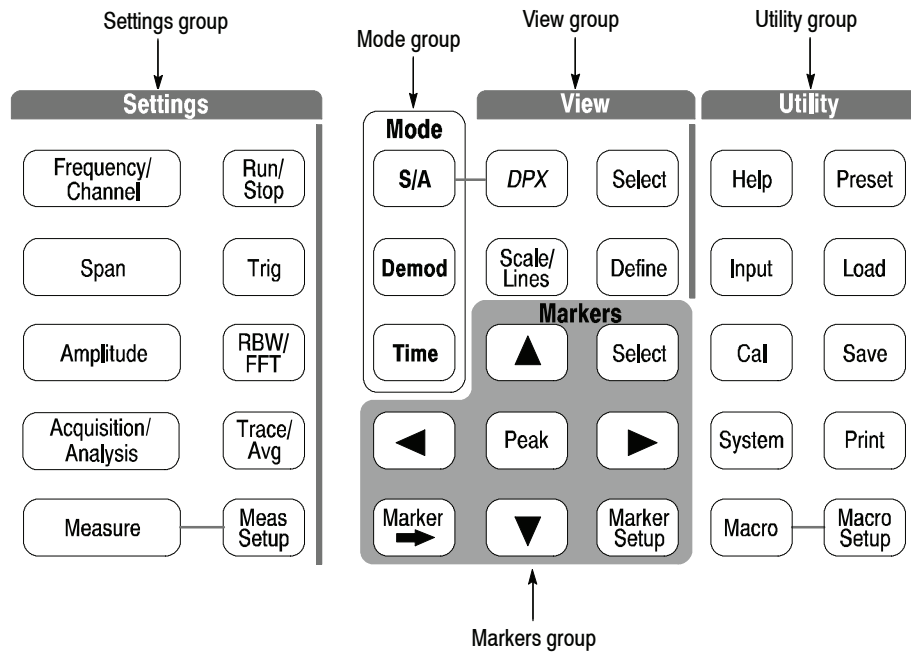 Settings group
Mode group
View group
Utility group
Settings
View
Utility
Mode
Frequency/
Channel
Run/
Stop
S/A
DPX
Select
Help
Preset
Span
Trig
Demod
Scale/
Lines
Define
Input
Load
Markers
Amplitude
RBW/
FFT
Time
Select
Cal
Save
Acquisition/
Analysis
Trace/
Avg
Peak
System
Print
Measure
Meas
Setup
Marker
Marker
Setup
Macro
Macro
Setup
Markers group